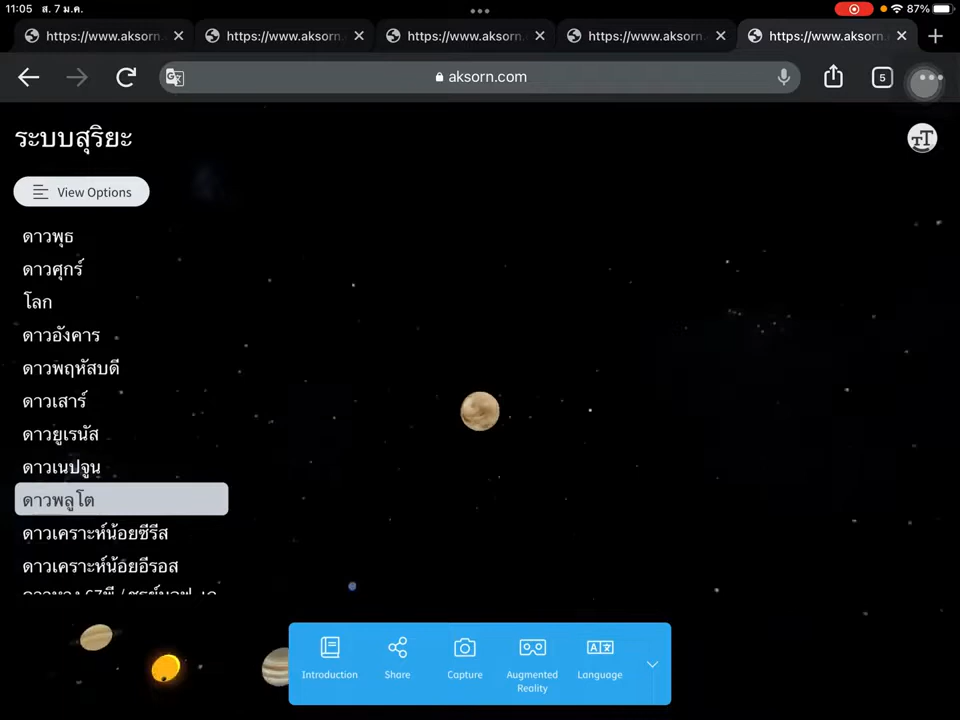 11:05 ส. 7 ม.ค.
87%
https://www.aksorn.
https://www.aksorn.
https://www.aksorn.
https://www.aksorn.
https://www.aksorn.
aksorn.com
5
ระบบสุริยะ
TT
View Options
ดาวพุธ
ดาวศุกร์
โลก
ดาวอังคาร
ดาวพฤหัสบดี
ดาวเสาร์
ดาวยูเรนัส
ดาวเนปจูน
ดาวพลูโต
ดาวเคราะห์น้อยซีรีส
ดาวเคราะห์น้อยอีรอส
Introduction
Share
Capture
Augmented
Reality
Language